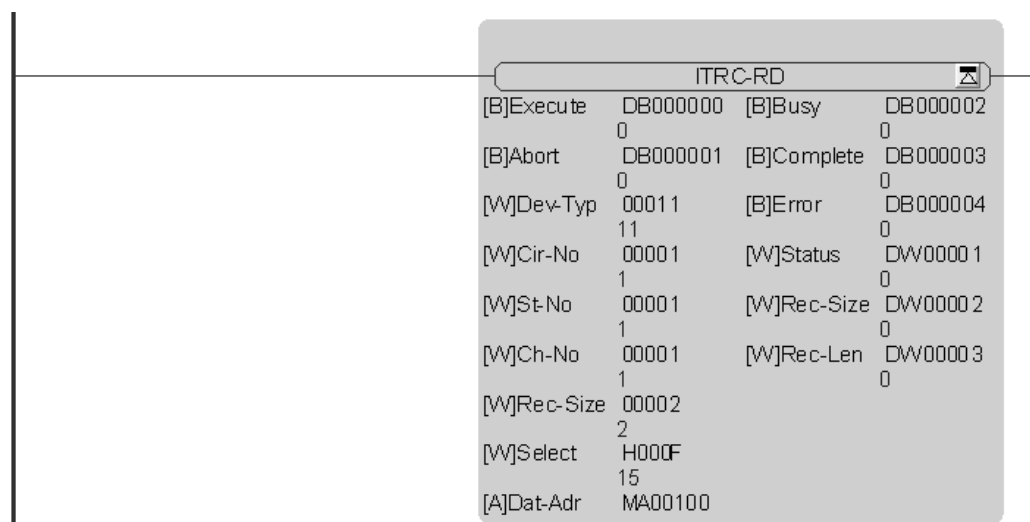 ITRC-RD
[B]Execute DB000000 [B]Busy DB000002
0 0
[B]Abort DB000001 [B]Complete DB000003
0 0
[W]Dev-Typ 00011 [B]Error DB000004
11 0
[W]Cir-No 00001 [W]Status DW00001
1 0
[W]St-No 00001 [W]Rec-Size DW00002
1 0
[W]Ch-No 00001 [W]Rec-Len DW00003
1 0
[W]Rec-Size 00002
2
[W]Select H000F
15
[A]Dat-Adr MA00100